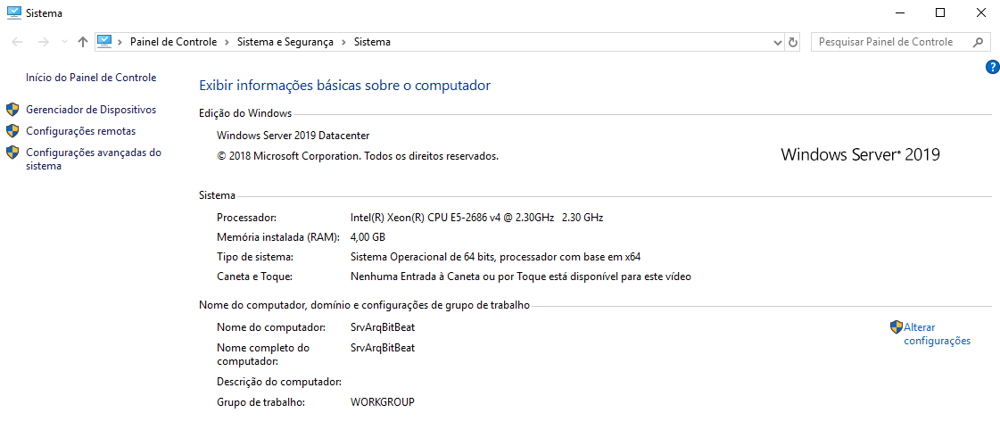 Sistema
Painel de Controle > Sistema e Segurança > Sistema
Pesquisar Painel de Controle
?
Início do Painel de Controle
Gerenciador de Dispositivos
Configurações remotas
Configurações avançadas do
sistema
Exibir informações básicas sobre o computador
Edição do Windows
Windows Server 2019 Datacenter
© 2018 Microsoft Corporation. Todos os direitos reservados.
Windows Server® 2019
Sistema
Processador: Intel(R) Xeon(R) CPU E5-2686 v4 @ 2.30GHz 2.30 GHz
Memória instalada (RAM): 4,00 GB
Tipo de sistema: Sistema Operacional de 64 bits, processador com base em x64
Caneta e Toque: Nenhuma Entrada à Caneta ou por Toque está disponível para este vídeo
Nome do computador, domínio e configurações de grupo de trabalho
Nome do computador: SrvArqBitBeat
Nome completo do SrvArqBitBeat
computador:
Descrição do computador:
Grupo de trabalho: WORKGROUP
Alterar
configurações